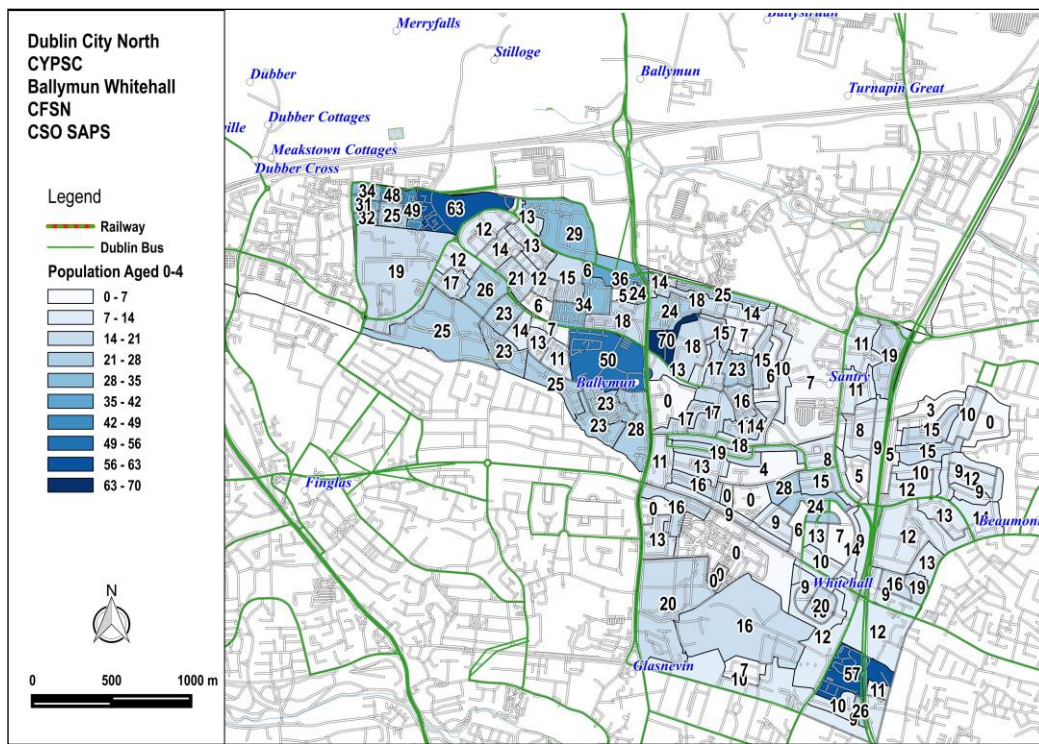 Dublin City North
CYPSC
Ballymun Whitehall
CFSN
CSO SAPS
Legend
Railway
Dublin Bus
Population Aged 0-4
0 - 7
7 - 14
14 - 21
21 - 28
28 - 35
35 - 42
42 - 49
49 - 56
56 - 63
63 - 70
N
0 500 1000 m
Merryfalls
Stilloge
Dubber
Ballymun
Turnapin Great
Dubber Cottages
ville
Meakstown Cottages
Dubber Cross
34 48
31 49 63
32 25
13
12 29
14 13
12
19 17 26 21 12 15 6 36 14
5 24 18 25
6 34 24 14
23 18
25 14 7 70 18 15 7
13
23 11 50 13 17 23 15 10 7
6
25 Ballymun
11 19
Santry
11
23 0 16
23 28 17 17 14
18
8 9 5 3 10 0
15
15
11 19 8
13 4 5 10 9 12
16 28 15 12 9
0 0
0 16 9 9 24 13 14
Beaumont
6 13 7 9 12
13 10 14
0 13
0 0 9 Whitehall 16 19
9
20 20
16 12 12
Glasnevin
7
10
57 11
10 26
9
Finglas